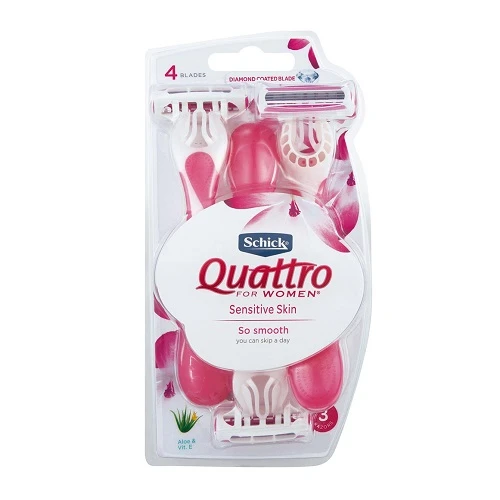 4 BLADES
DIAMOND COATED BLADE
Schick®
Quattro
FOR WOMEN®
Sensitive Skin
So smooth
you can skip a day
Aloe &
Vit. E
3
RAZORS